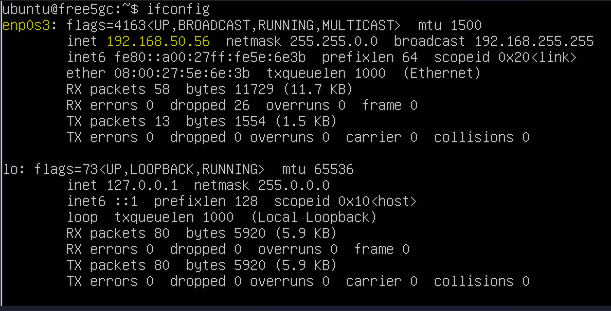 ubuntu@free5gc:~$ ifconfig
enp0s3: flags=4163<UP,BROADCAST,RUNNING,MULTICAST>  mtu 1500
        inet 192.168.50.56  netmask 255.255.0.0  broadcast 192.168.255.255
        inet6 fe80::a00:27ff:fe5e:6e3b  prefixlen 64  scopeid 0x20<link>
        ether 08:00:27:5e:6e:3b  txqueuelen 1000  (Ethernet)
        RX packets 58  bytes 11729 (11.7 KB)
        RX errors 0  dropped 26  overruns 0  frame 0
        TX packets 13  bytes 1554 (1.5 KB)
        TX errors 0  dropped 0 overruns 0  carrier 0  collisions 0

lo: flags=73<UP,LOOPBACK,RUNNING>  mtu 65536
        inet 127.0.0.1  netmask 255.0.0.0
        inet6 ::1  prefixlen 128  scopeid 0x10<host>
        loop  txqueuelen 1000  (Local Loopback)
        RX packets 80  bytes 5920 (5.9 KB)
        RX errors 0  dropped 0  overruns 0  frame 0
        TX packets 80  bytes 5920 (5.9 KB)
        TX errors 0  dropped 0 overruns 0  carrier 0  collisions 0